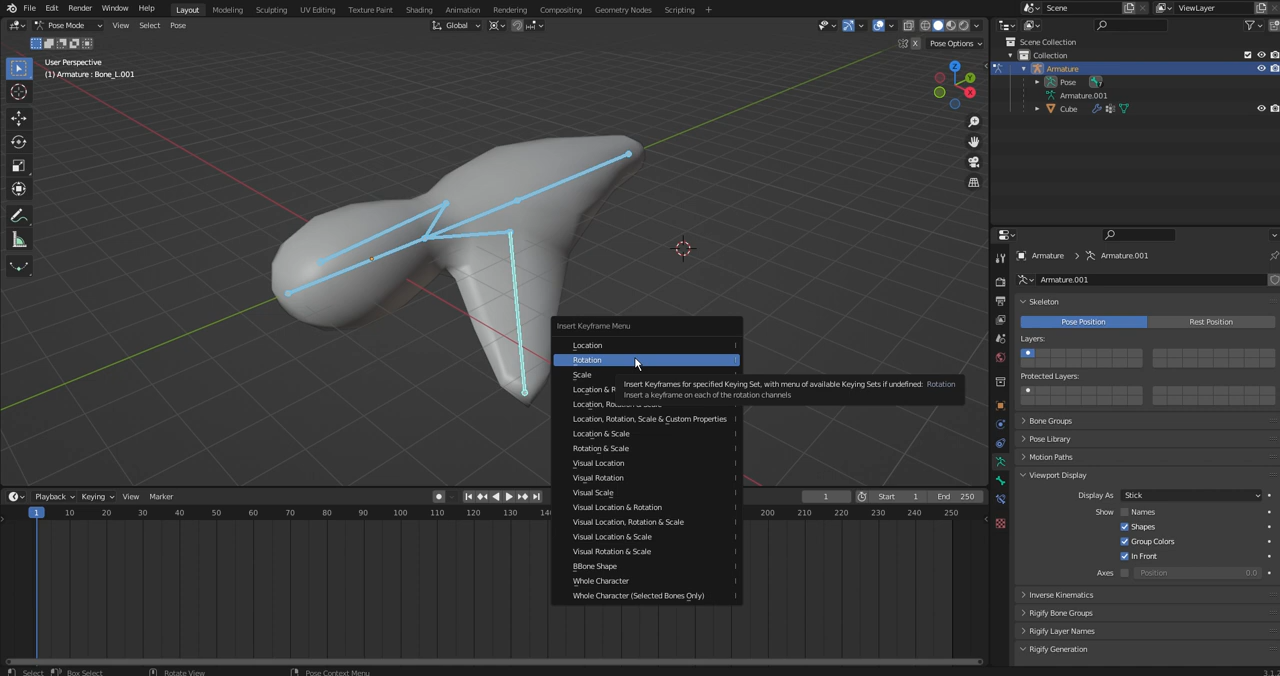 File Edit Render Window Help Layout Modeling Sculpting UV Editing Texture Paint Shading Animation Rendering Compositing Geometry Nodes Scripting + Scene ViewLayer
Pose Mode View Select Pose Global
X Pose Options
User Perspective
(1) Armature : Bone_L.001
Z
Y
X
Scene Collection
Collection
Armature
Pose
Armature.001
Cube
Armature Armature.001
Armature.001
Skeleton
Pose Position Rest Position
Layers:
Protected Layers:
Bone Groups
Pose Library
Motion Paths
Viewport Display
Display As Stick
Show Names
Shapes
Group Colors
In Front
Axes Position 0.0
Inverse Kinematics
Rigify Bone Groups
Rigify Layer Names
Rigify Generation
Insert Keyframe Menu
Location I
Rotation I
Scale
Location & R
Location, Rotation & Scale
Location, Rotation, Scale & Custom Properties I
Location & Scale I
Rotation & Scale I
Visual Location I
Visual Rotation I
Visual Scale I
Visual Location & Rotation I
Visual Location, Rotation & Scale I
Visual Location & Scale I
Visual Rotation & Scale I
BBone Shape I
Whole Character I
Whole Character (Selected Bones Only) I
Insert Keyframes for specified Keying Set, with menu of available Keying Sets if undefined: Rotation
Insert a keyframe on each of the rotation channels
Playback Keying View Marker 1 Start 1 End 250
1 10 20 30 40 50 60 70 80 90 100 110 120 130 200 210 220 230 240 250
Select Box Select Rotate View Pose Context Menu